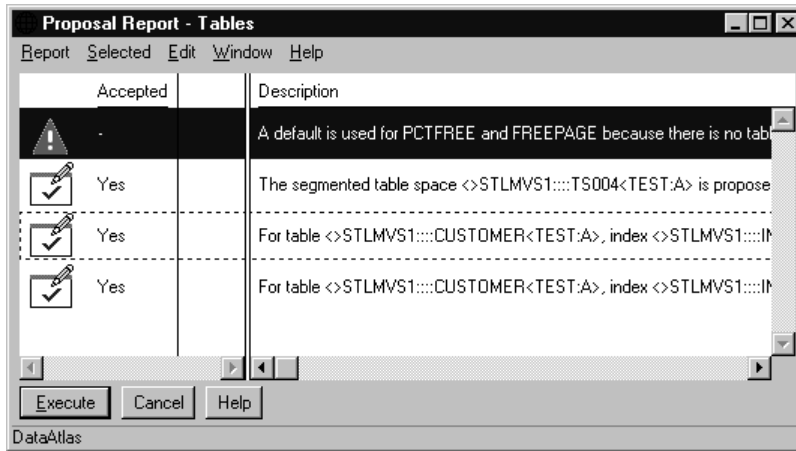 Proposal Report - Tables
Report Selected Edit Window Help
Accepted Description
- A default is used for PCTFREE and FREEPAGE because there is no tabl
Yes The segmented table space <>STLMVS1::::TS004<TEST:A> is propose
Yes For table <>STLMVS1::::CUSTOMER<TEST:A>, index <>STLMVS1::::IN
Yes For table <>STLMVS1::::CUSTOMER<TEST:A>, index <>STLMVS1::::IN
Execute Cancel Help
DataAtlas